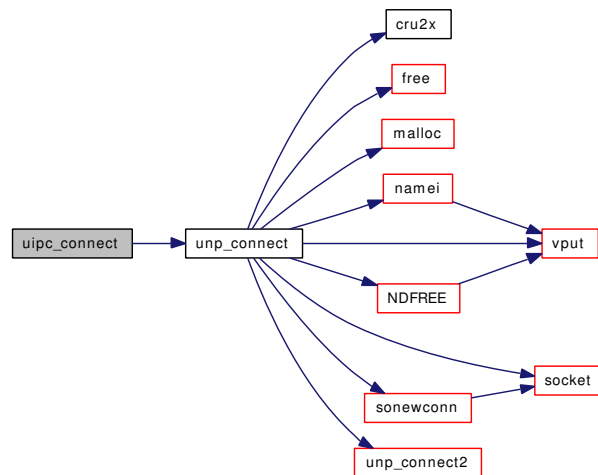 cru2x
free
malloc
namei
uipc_connect
unp_connect
vput
NDFREE
socket
sonewconn
unp_connect2